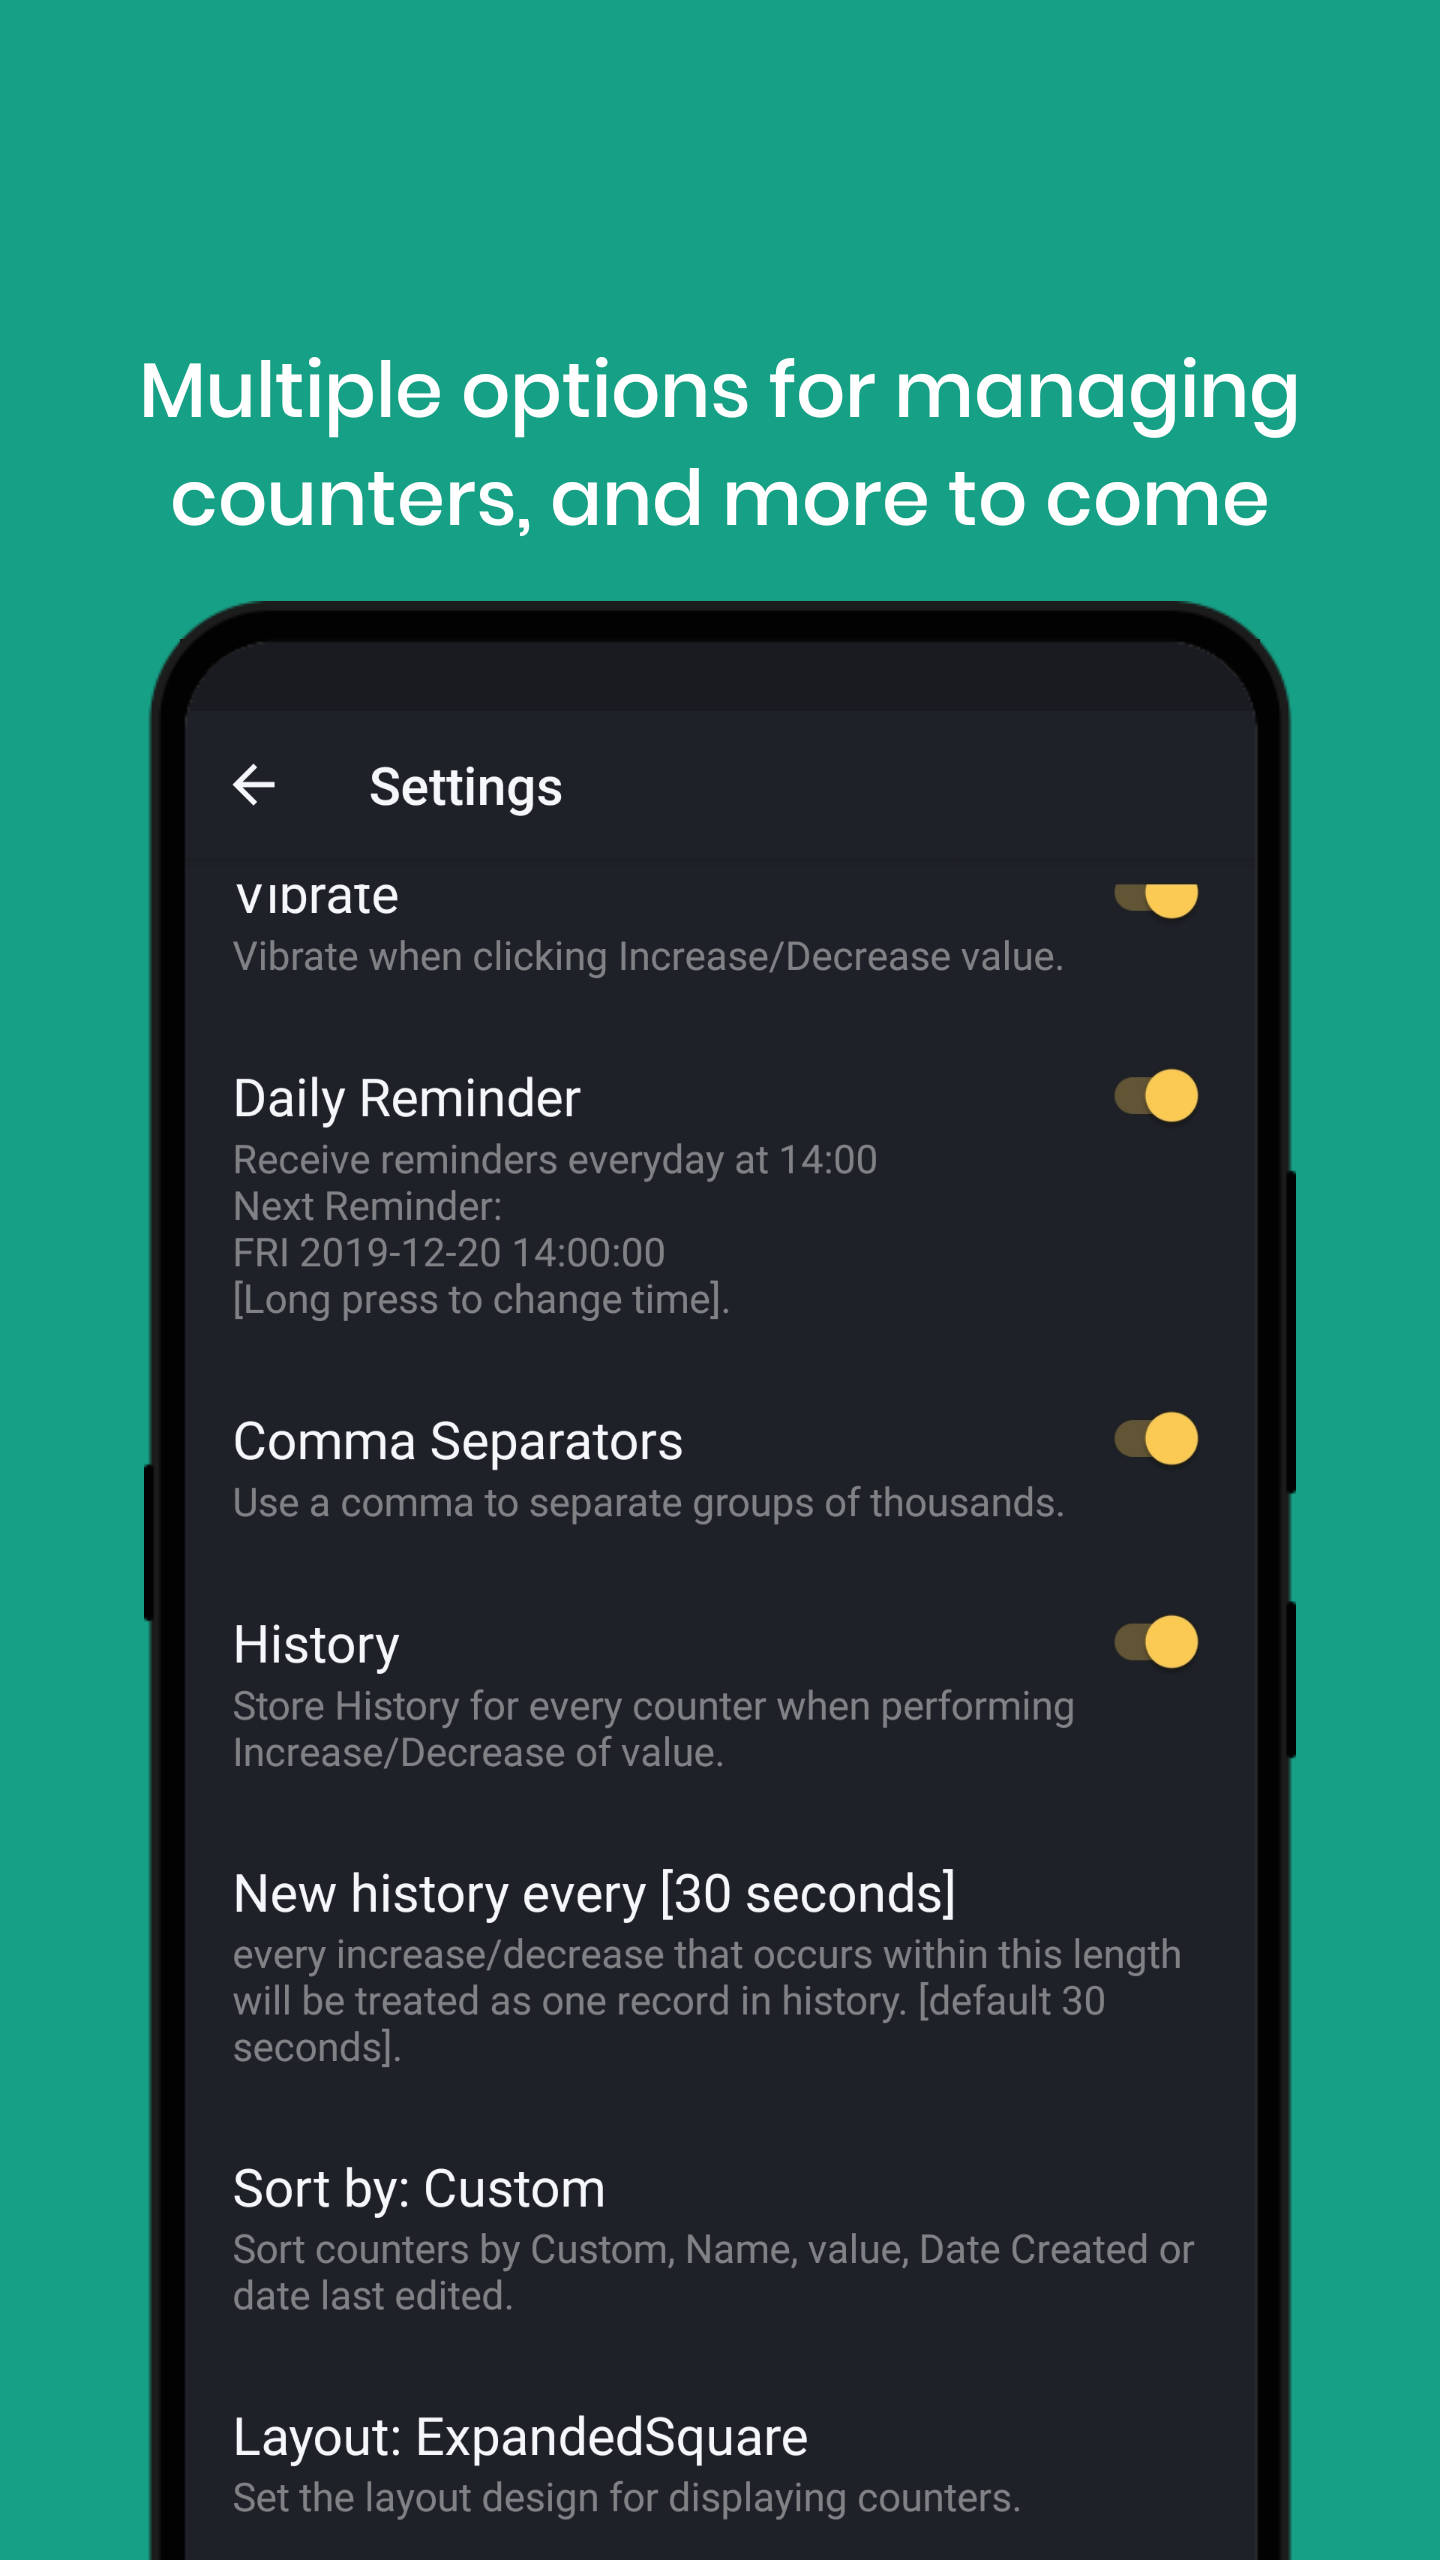 Multiple options for managing
counters, and more to come
Settings
Vibrate
Vibrate when clicking Increase/Decrease value.
Daily Reminder
Receive reminders everyday at 14:00
Next Reminder:
FRI 2019-12-20 14:00:00
[Long press to change time].
Comma Separators
Use a comma to separate groups of thousands.
History
Store History for every counter when performing
Increase/Decrease of value.
New history every [30 seconds]
every increase/decrease that occurs within this length
will be treated as one record in history. [default 30
seconds].
Sort by: Custom
Sort counters by Custom, Name, value, Date Created or
date last edited.
Layout: ExpandedSquare
Set the layout design for displaying counters.